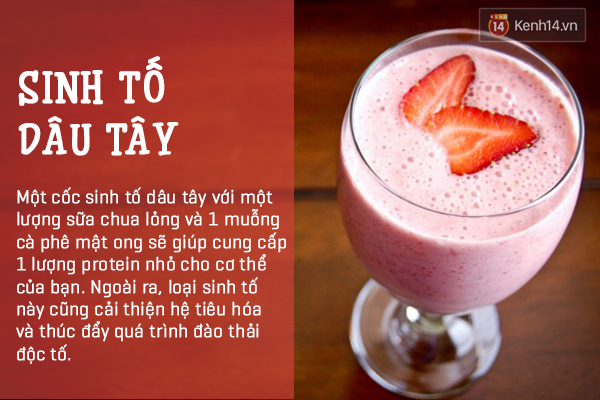 14 Kenh14.vn
SINH TỐ
DÂU TÂY
Một cốc sinh tố dâu tây với một
lượng sữa chua lỏng và 1 muỗng
cà phê mật ong sẽ giúp cung cấp
1 lượng protein nhỏ cho cơ thể
của bạn. Ngoài ra, loại sinh tố
này cũng cải thiện hệ tiêu hóa
và thúc đẩy quá trình đào thải
độc tố.